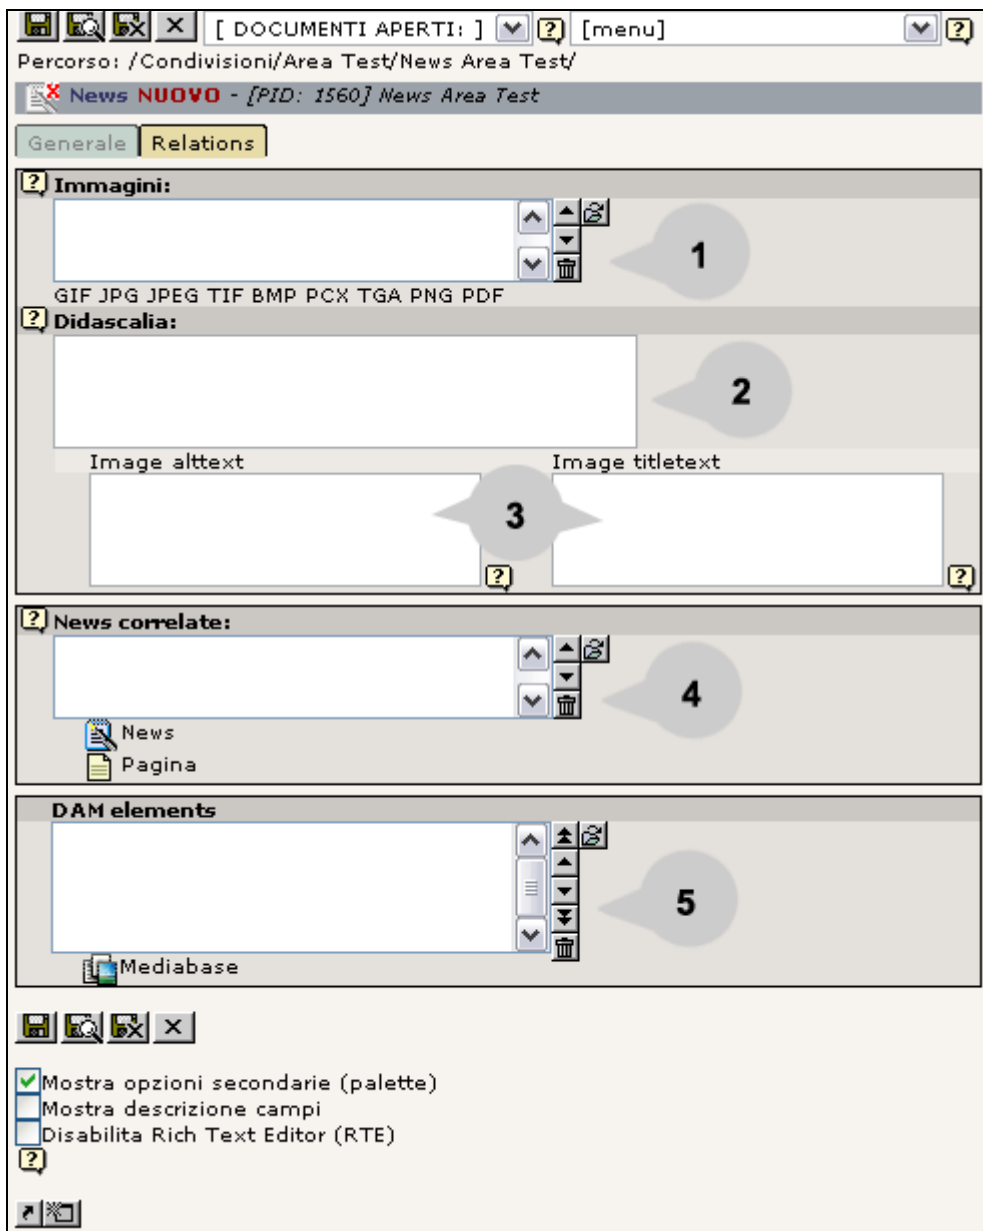 [ DOCUMENTI APERTI: ] ? [menu] ?
Percorso: /Condivisioni/Area Test/News Area Test/
News NUOVO - [PID: 1560] News Area Test
Generale Relations
? Immagini:
1
GIF JPG JPEG TIF BMP PCX TGA PNG PDF
? Didascalia:
2
Image alttext Image titletext
3
? ?
? News correlate:
4
News
Pagina
DAM elements
5
Mediabase
Mostra opzioni secondarie (palette)
Mostra descrizione campi
Disabilita Rich Text Editor (RTE)
?